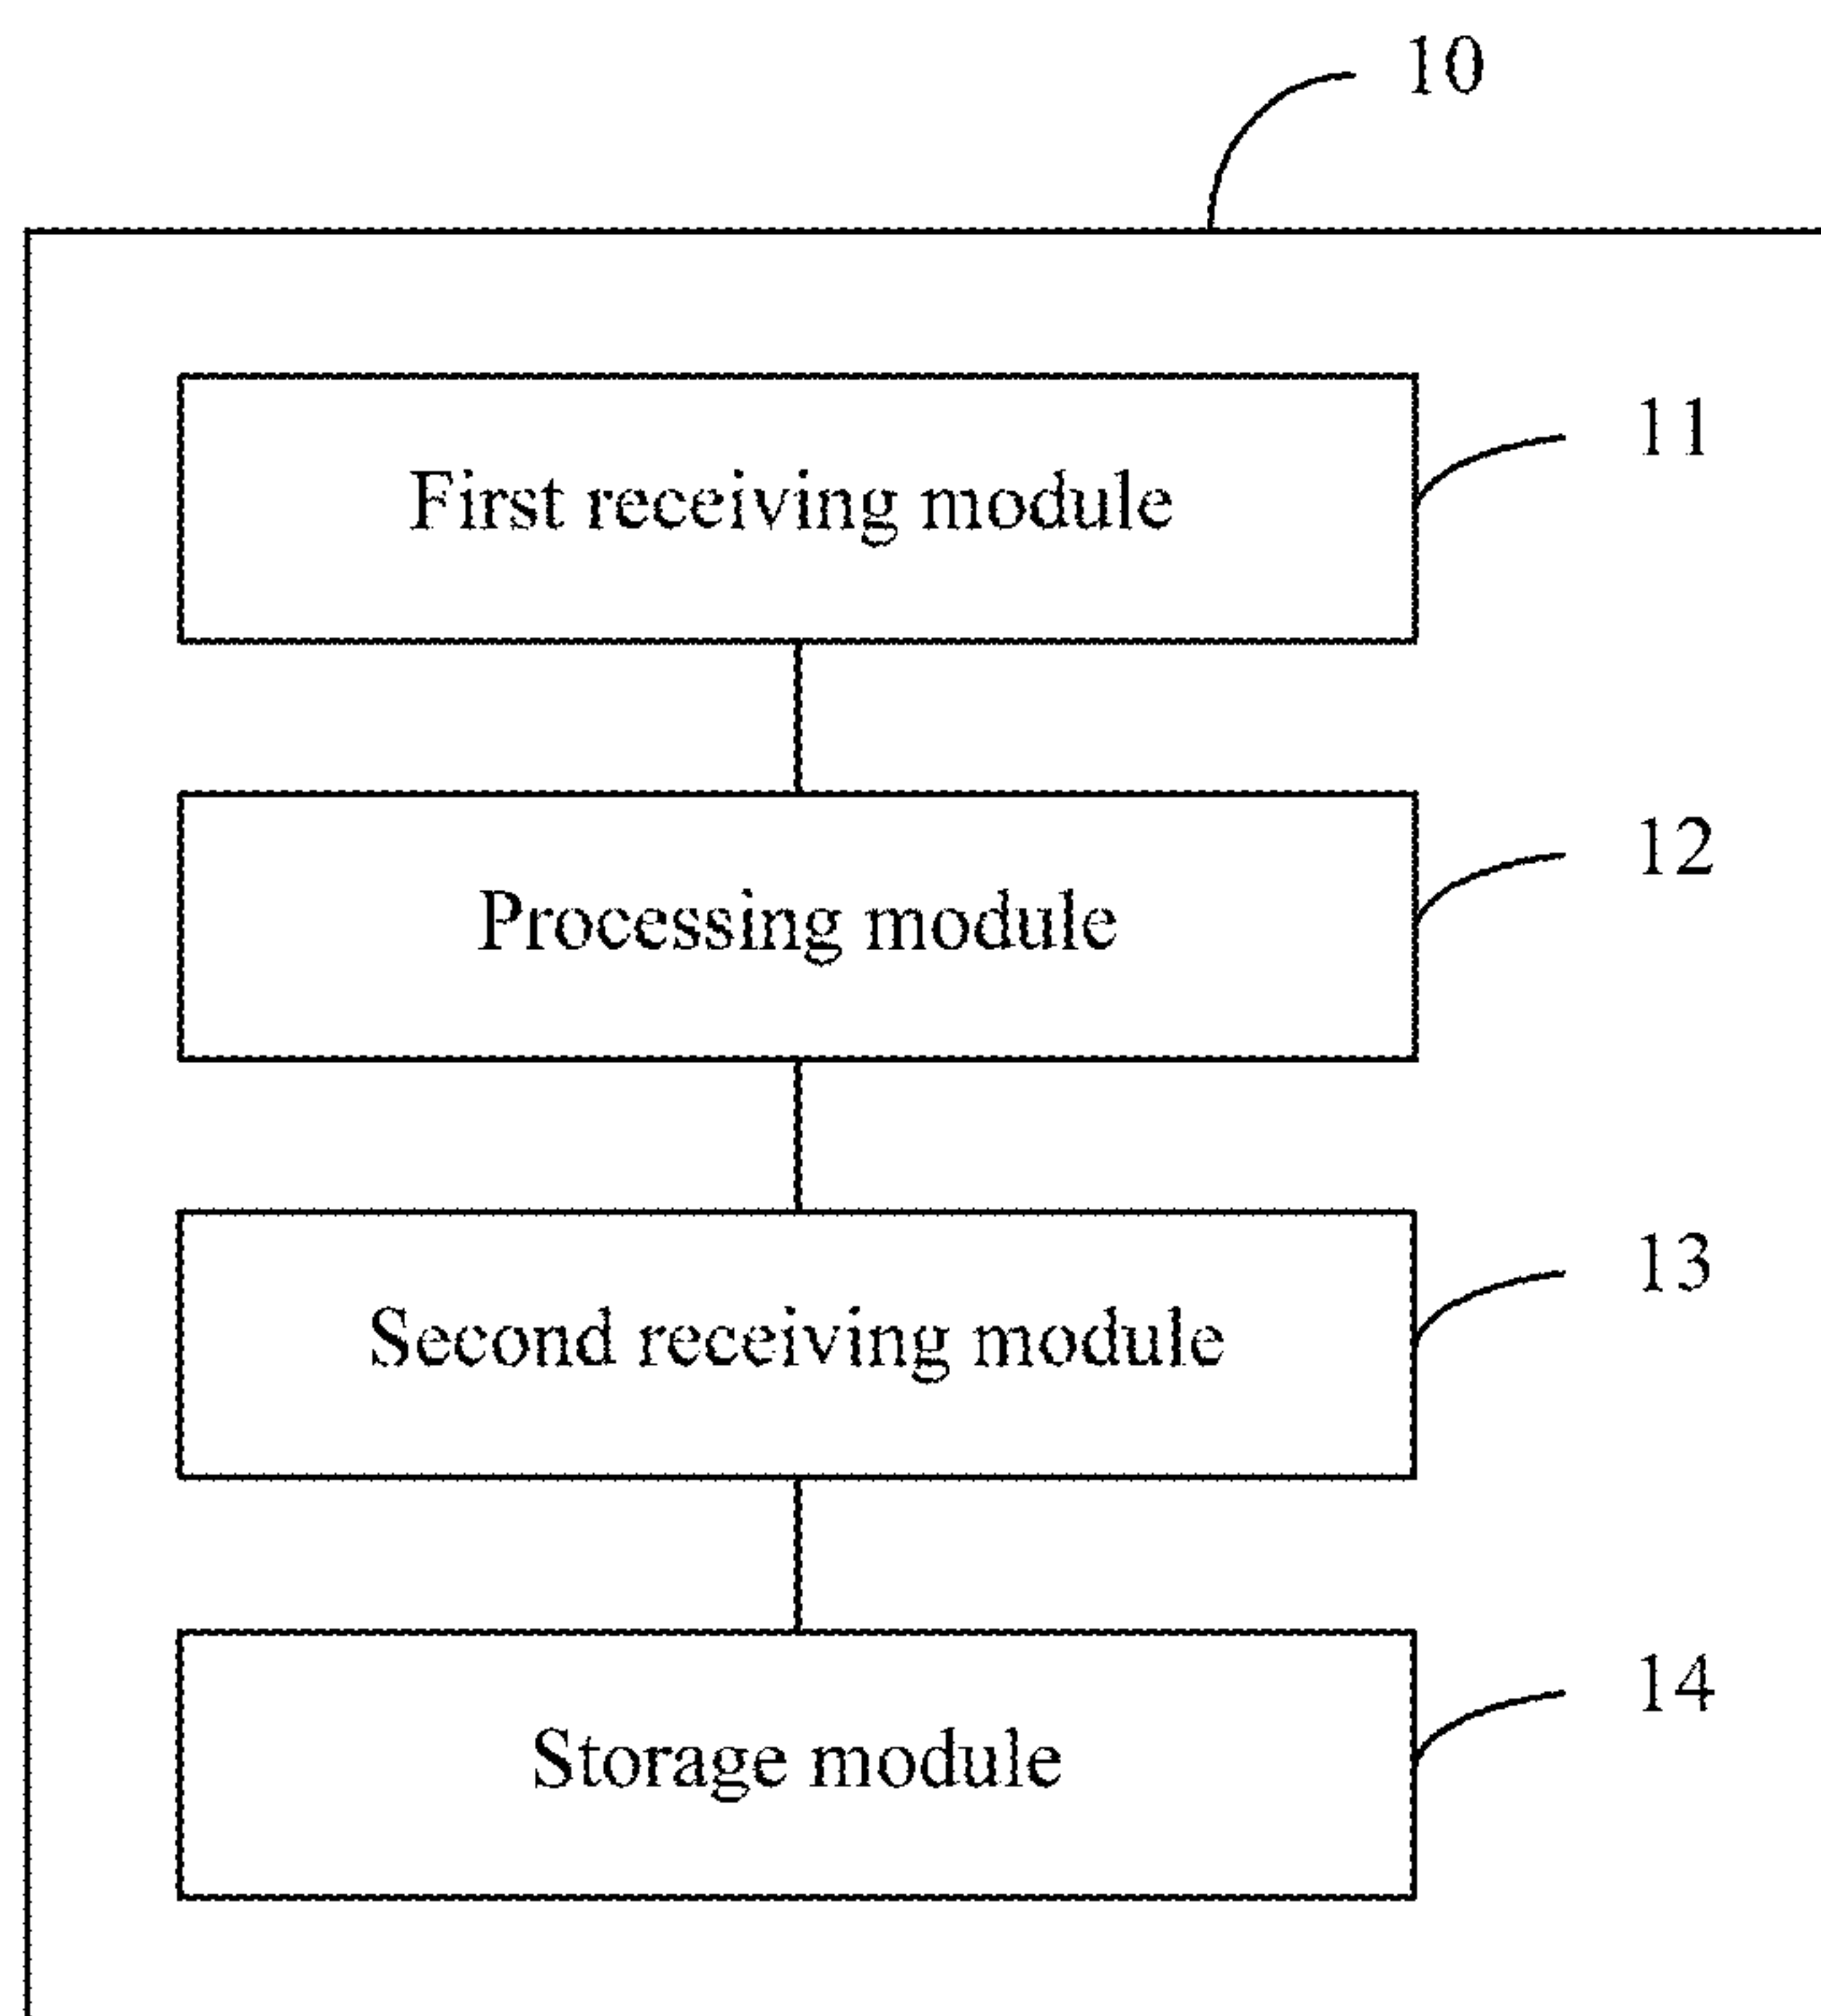 10
First receiving module
11
Processing module
12
Second receiving module
13
Storage module
14